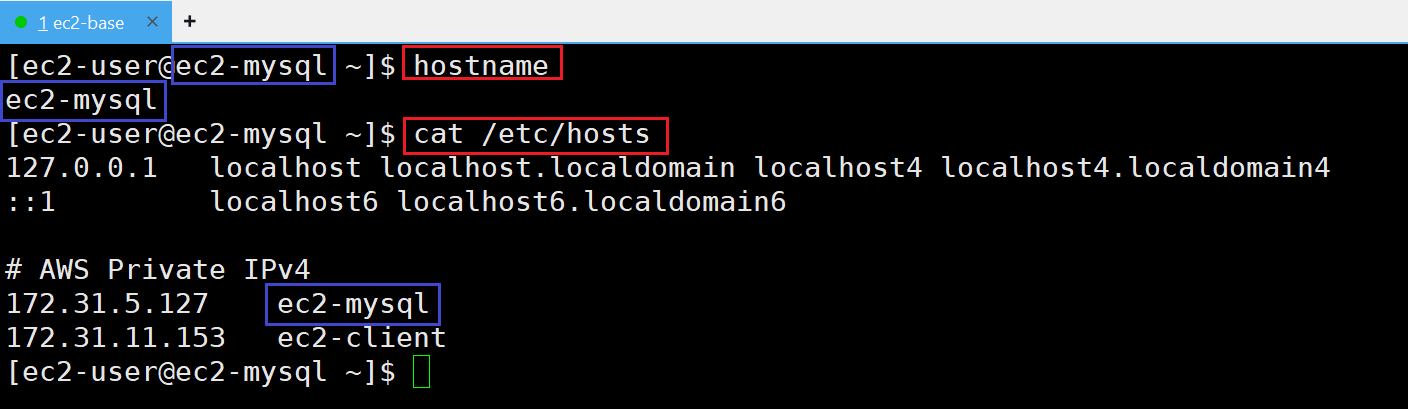 1 ec2-base × +
[ec2-user@ec2-mysql ~]$ hostname
ec2-mysql
[ec2-user@ec2-mysql ~]$ cat /etc/hosts
127.0.0.1   localhost localhost.localdomain localhost4 localhost4.localdomain4
::1         localhost6 localhost6.localdomain6
# AWS Private IPv4
172.31.5.127    ec2-mysql
172.31.11.153   ec2-client
[ec2-user@ec2-mysql ~]$